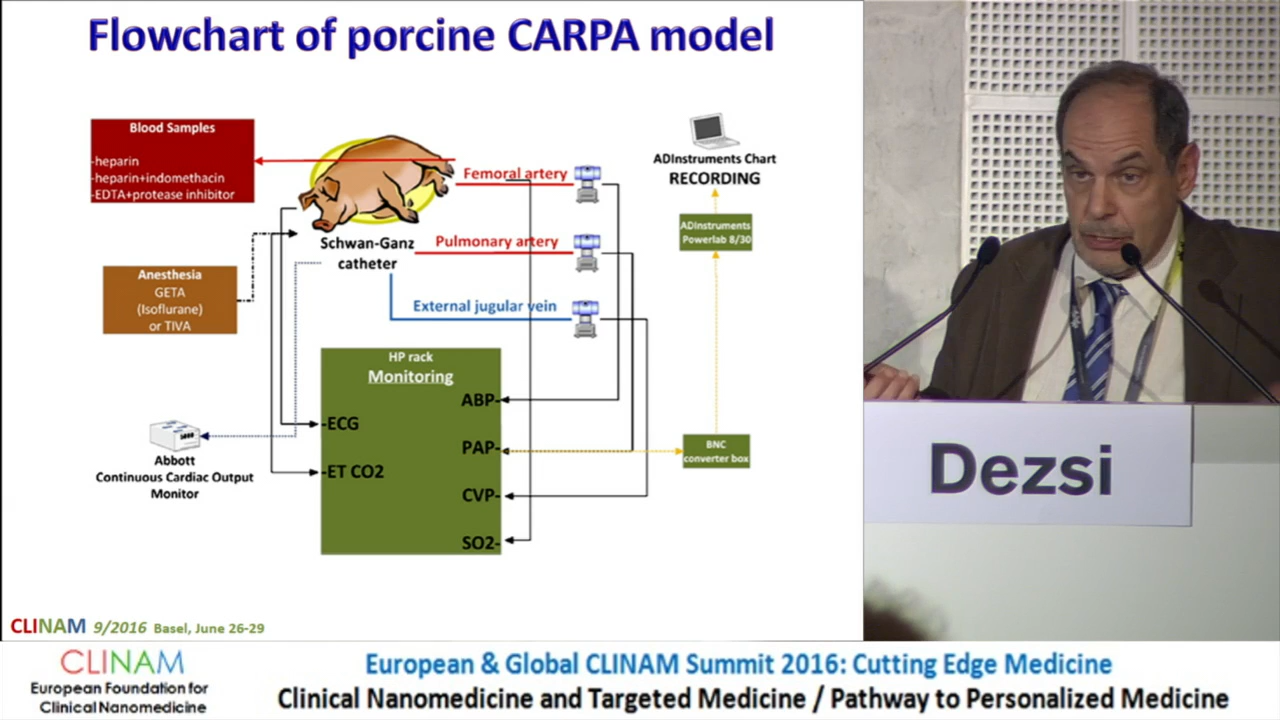 Flowchart of porcine CARPA model
Blood Samples
-heparin
-heparin+indomethacin
-EDTA+protease inhibitor
Anesthesia
GETA
(Isoflurane)
or TIVA
Schwan-Ganz
catheter
Femoral artery
Pulmonary artery
External jugular vein
ADInstruments Chart
RECORDING
ADInstruments
Powerlab 8/30
HP rack
Monitoring
ABP-
-ECG
PAP-
-ET CO2
CVP-
SO2-
BNC
converter box
Abbott
Continuous Cardiac Output
Monitor
CLINAM 9/2016 Basel, June 26-29
Dezsi
CLINAM
European Foundation for
Clinical Nanomedicine
European & Global CLINAM Summit 2016: Cutting Edge Medicine
Clinical Nanomedicine and Targeted Medicine / Pathway to Personalized Medicine